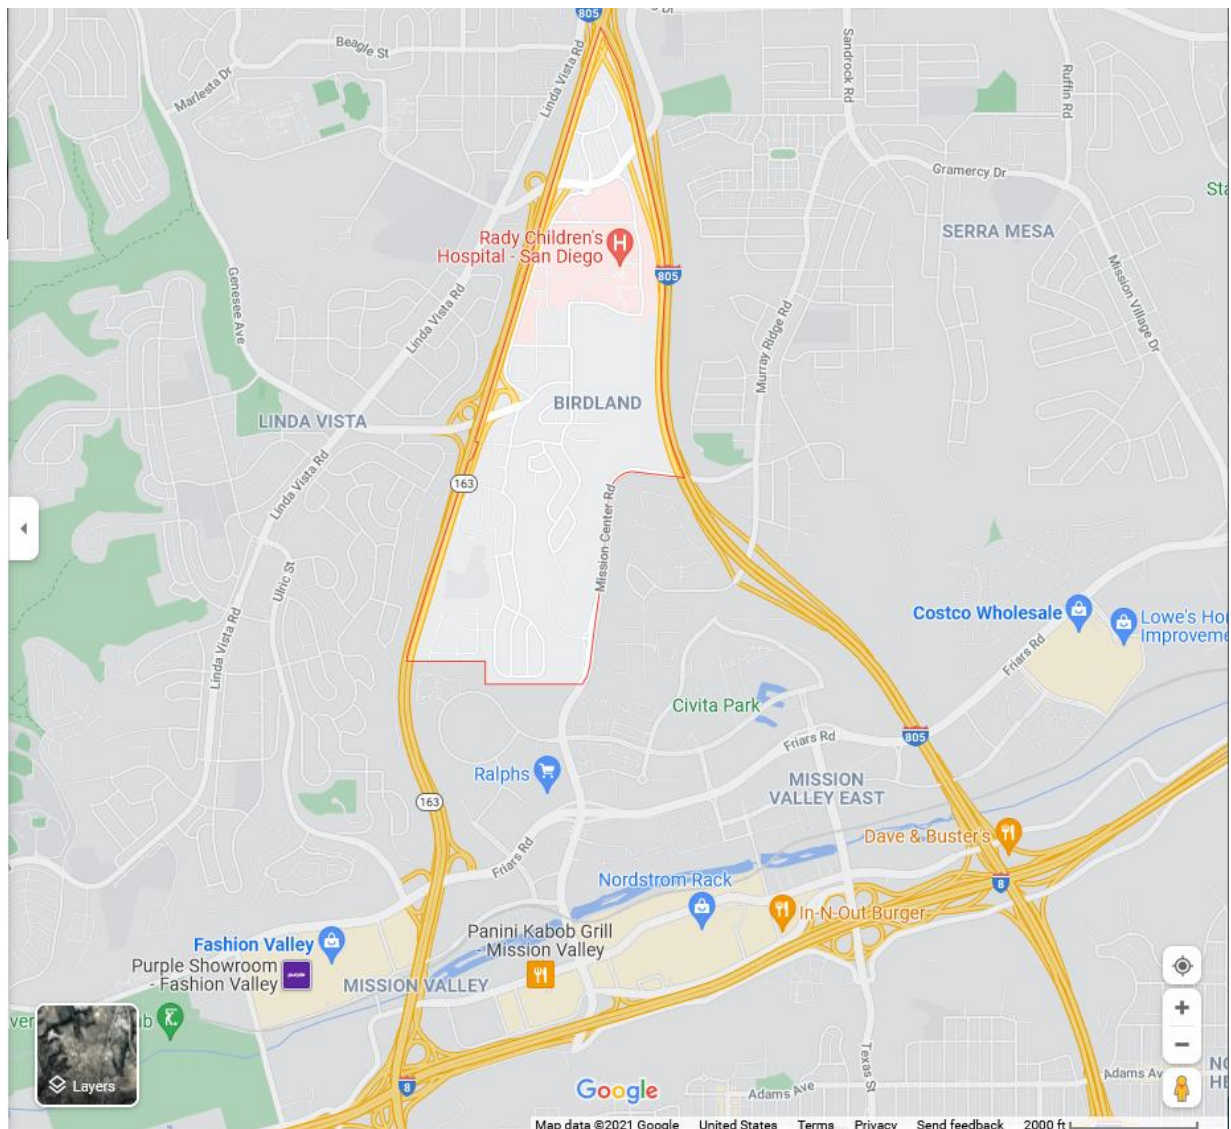 805
Beagle St
Marlesta Dr
Linda Vista Rd
Sandrock Rd
Ruffin Rd
Gramercy Dr
SERRA MESA
Rady Children's
Hospital - San Diego
H
805
Genesee Ave
Linda Vista Rd
Murray Ridge Rd
Mission Village Dr
BIRDLAND
LINDA VISTA
Linda Vista Rd
163
Mission Center Rd
Ulric St
Linda Vista Rd
Costco Wholesale
Lowe's Ho
Improveme
Friars Rd
Civita Park
805
Friars Rd
Ralphs
MISSION
VALLEY EAST
163
Dave & Buster's
Friars Rd
Nordstrom Rack
8
In-N-Out Burger
Panini Kabob Grill
- Mission Valley
Fashion Valley
Purple Showroom
- Fashion Valley
purple
MISSION VALLEY
Texas St
Layers
8
Google
Adams Ave
Adams Av
Map data ©2021 Google United States Terms Privacy Send feedback 2000 ft